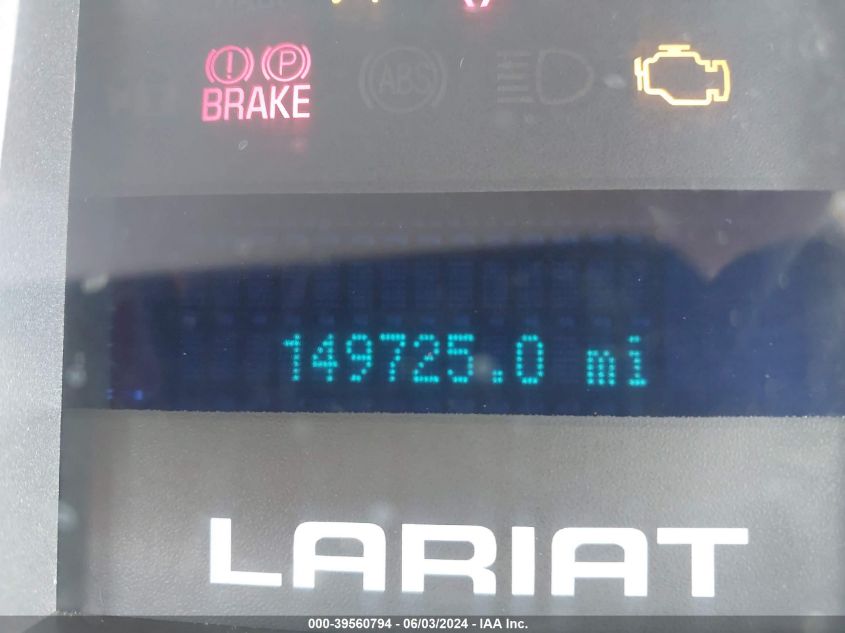 BRAKE
ABS
149725.0 mi
LARIAT
000-39560794 - 06/03/2024 - IAA Inc.